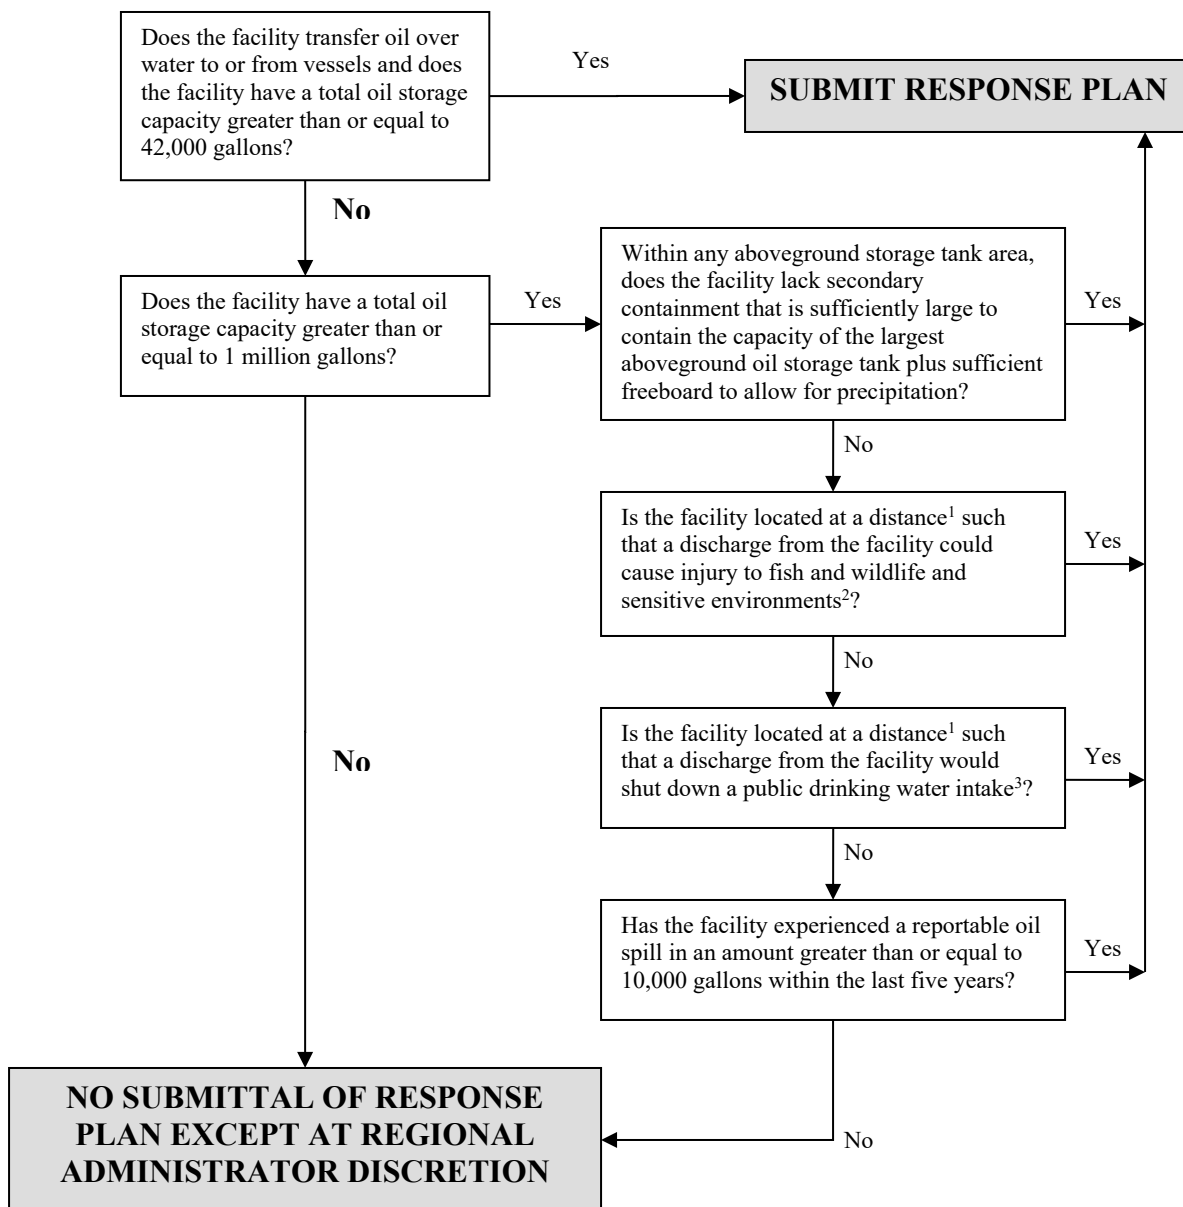 Does the facility transfer oil over
water to or from vessels and does
the facility have a total oil storage
capacity greater than or equal to
42,000 gallons?
Yes
SUBMIT RESPONSE PLAN
No
Does the facility have a total oil
storage capacity greater than or
equal to 1 million gallons?
Yes
Within any aboveground storage tank area,
does the facility lack secondary
containment that is sufficiently large to
contain the capacity of the largest
aboveground oil storage tank plus sufficient
freeboard to allow for precipitation?
Yes
No
Is the facility located at a distance¹ such
that a discharge from the facility could
cause injury to fish and wildlife and
sensitive environments²?
Yes
No
Is the facility located at a distance¹ such
that a discharge from the facility would
shut down a public drinking water intake³?
Yes
No
No
Has the facility experienced a reportable oil
spill in an amount greater than or equal to
10,000 gallons within the last five years?
Yes
No
NO SUBMITTAL OF RESPONSE
PLAN EXCEPT AT REGIONAL
ADMINISTRATOR DISCRETION